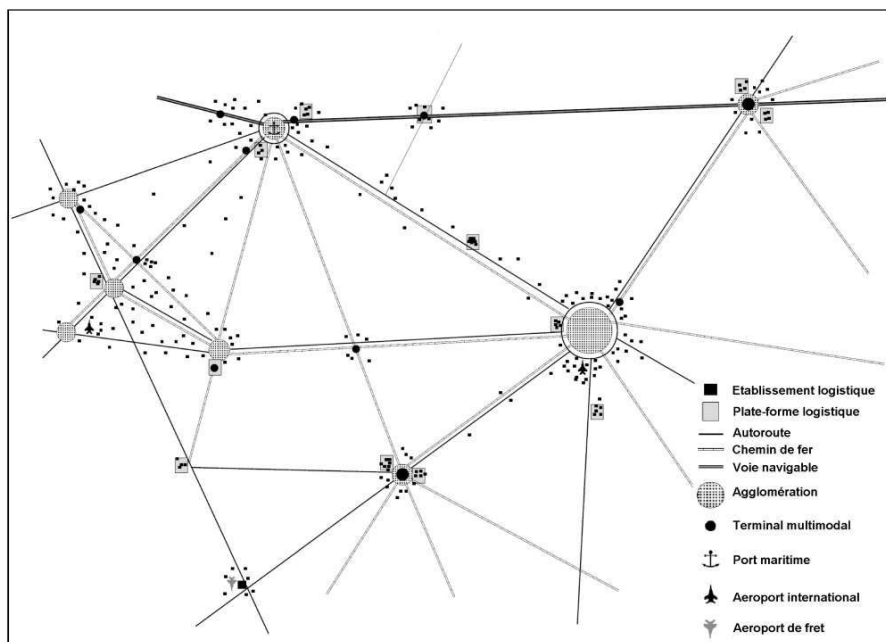 Etablissement logistique
Plate-forme logistique
Autoroute
Chemin de fer
Voie navigable
Agglomération
Terminal multimodal
Port maritime
Aeroport international
Aeroport de fret